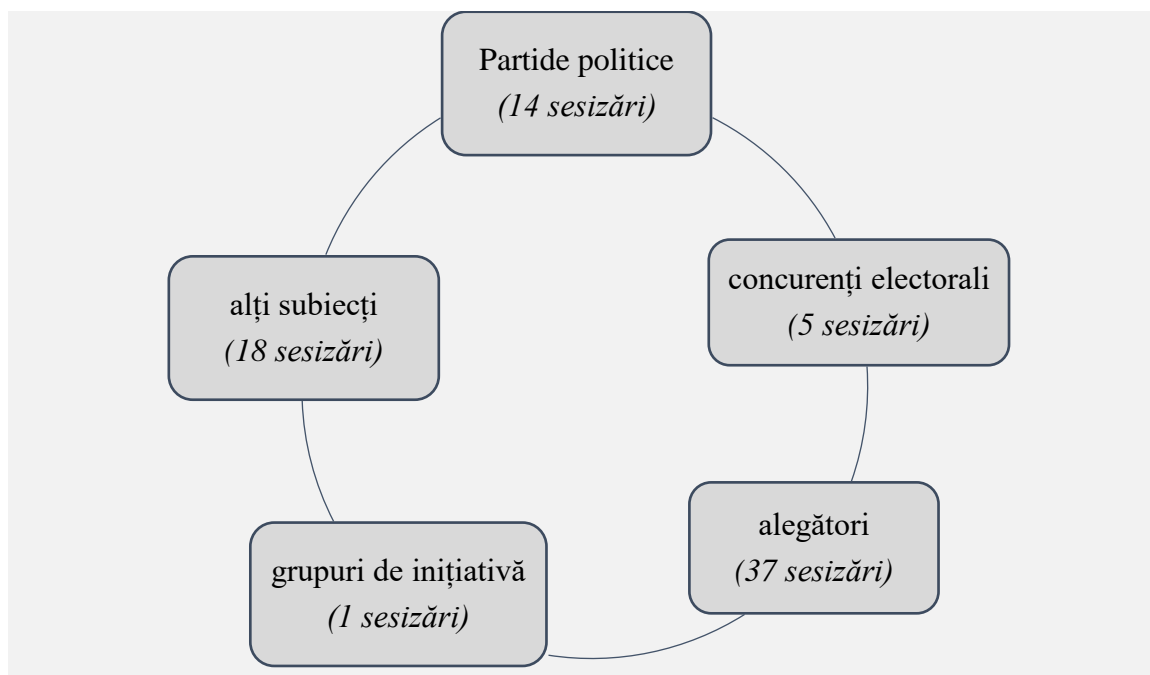 Partide politice
(14 sesizări)
concurenți electorali
(5 sesizări)
alegători
(37 sesizări)
grupuri de inițiativă
(1 sesizări)
alți subiecți
(18 sesizări)